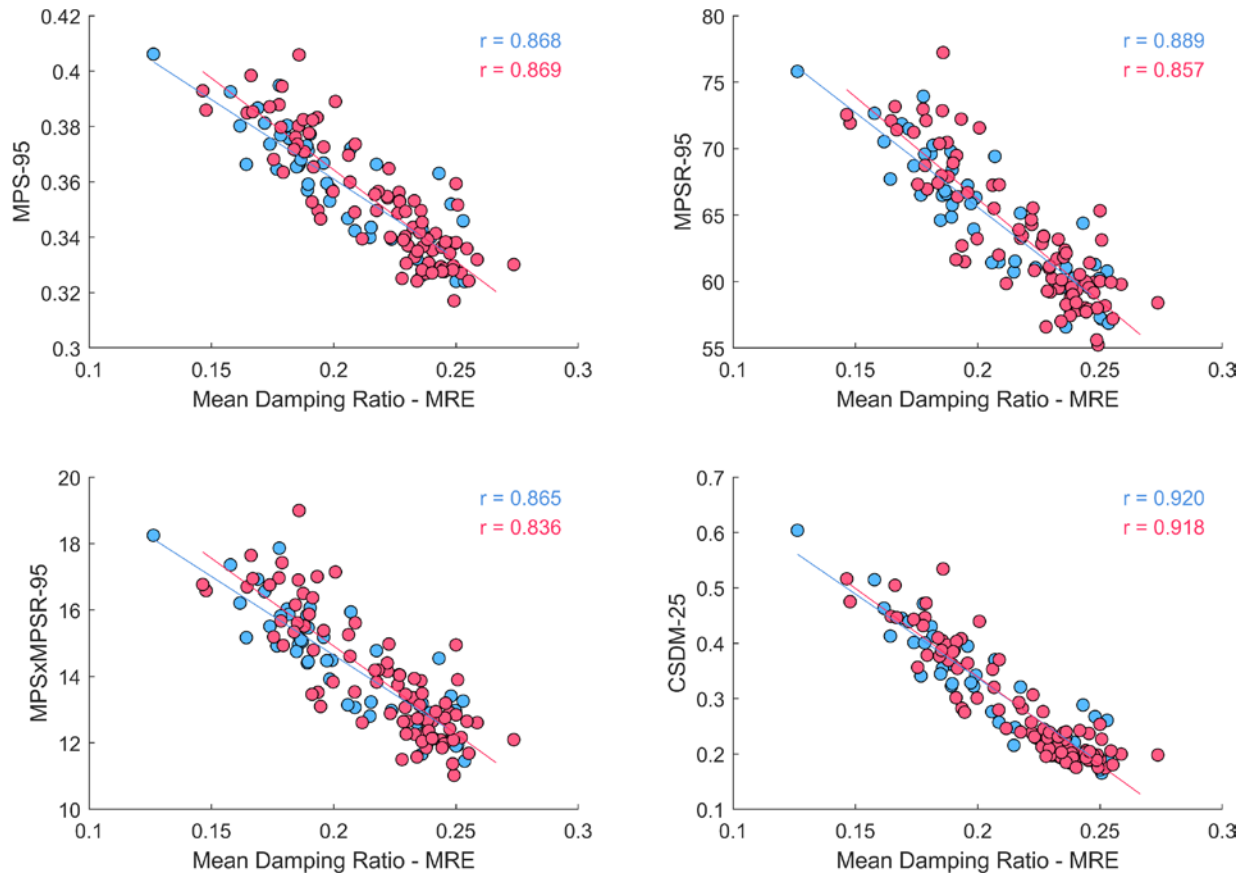 0.42
0.4
0.38
0.36
0.34
0.32
0.3
MPS-95
r = 0.868
r = 0.869
0.1 0.15 0.2 0.25 0.3
Mean Damping Ratio - MRE
80
75
70
65
60
55
MPSR-95
r = 0.889
r = 0.857
0.1 0.15 0.2 0.25 0.3
Mean Damping Ratio - MRE
20
18
16
14
12
10
MPSxMPSR-95
r = 0.865
r = 0.836
0.1 0.15 0.2 0.25 0.3
Mean Damping Ratio - MRE
0.7
0.6
0.5
0.4
0.3
0.2
0.1
CSDM-25
r = 0.920
r = 0.918
0.1 0.15 0.2 0.25 0.3
Mean Damping Ratio - MRE